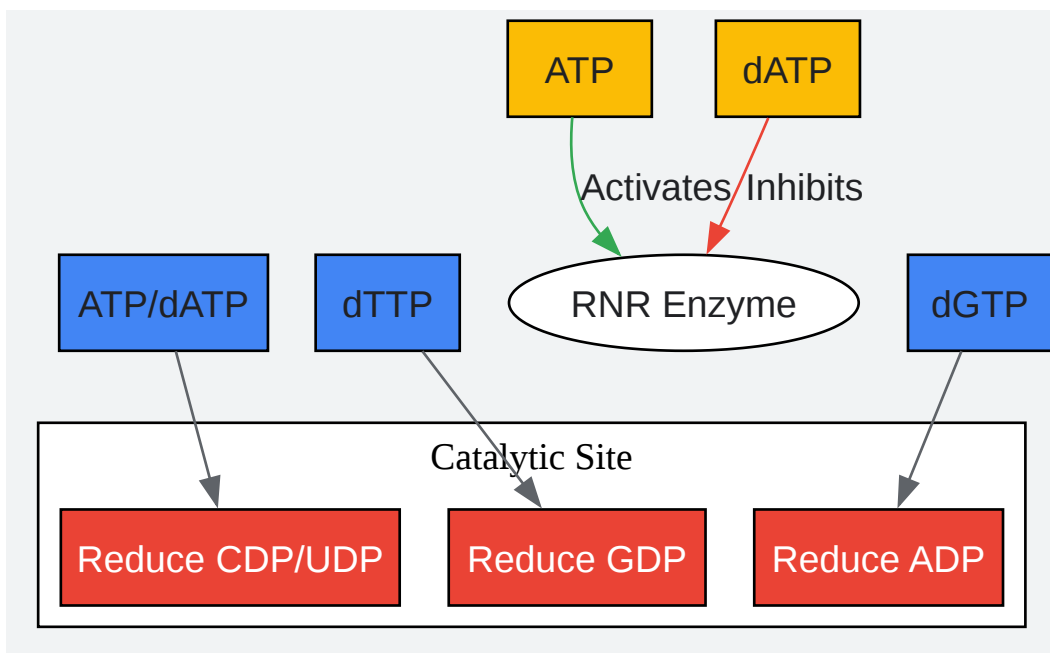 ATP
dATP
Activates
Inhibits
ATP/dATP
dTTP
RNR Enzyme
dGTP
Catalytic Site
Reduce CDP/UDP
Reduce GDP
Reduce ADP